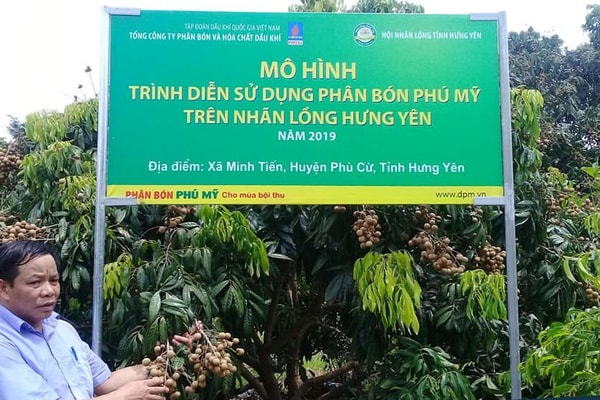 TẬP ĐOÀN DẦU KHÍ QUỐC GIA VIỆT NAM
TỔNG CÔNG TY PHÂN BÓN VÀ HÓA CHẤT DẦU KHÍ
HỘI NHÃN LỒNG TỈNH HƯNG YÊN
MÔ HÌNH
TRÌNH DIỄN SỬ DỤNG PHÂN BÓN PHÚ MỸ
TRÊN NHÃN LỒNG HƯNG YÊN
NĂM 2019
Địa điểm: Xã Minh Tiến, Huyện Phù Cừ, Tỉnh Hưng Yên
PHÂN BÓN PHÚ MỸ Cho mùa bội thu
www.dpm.vn